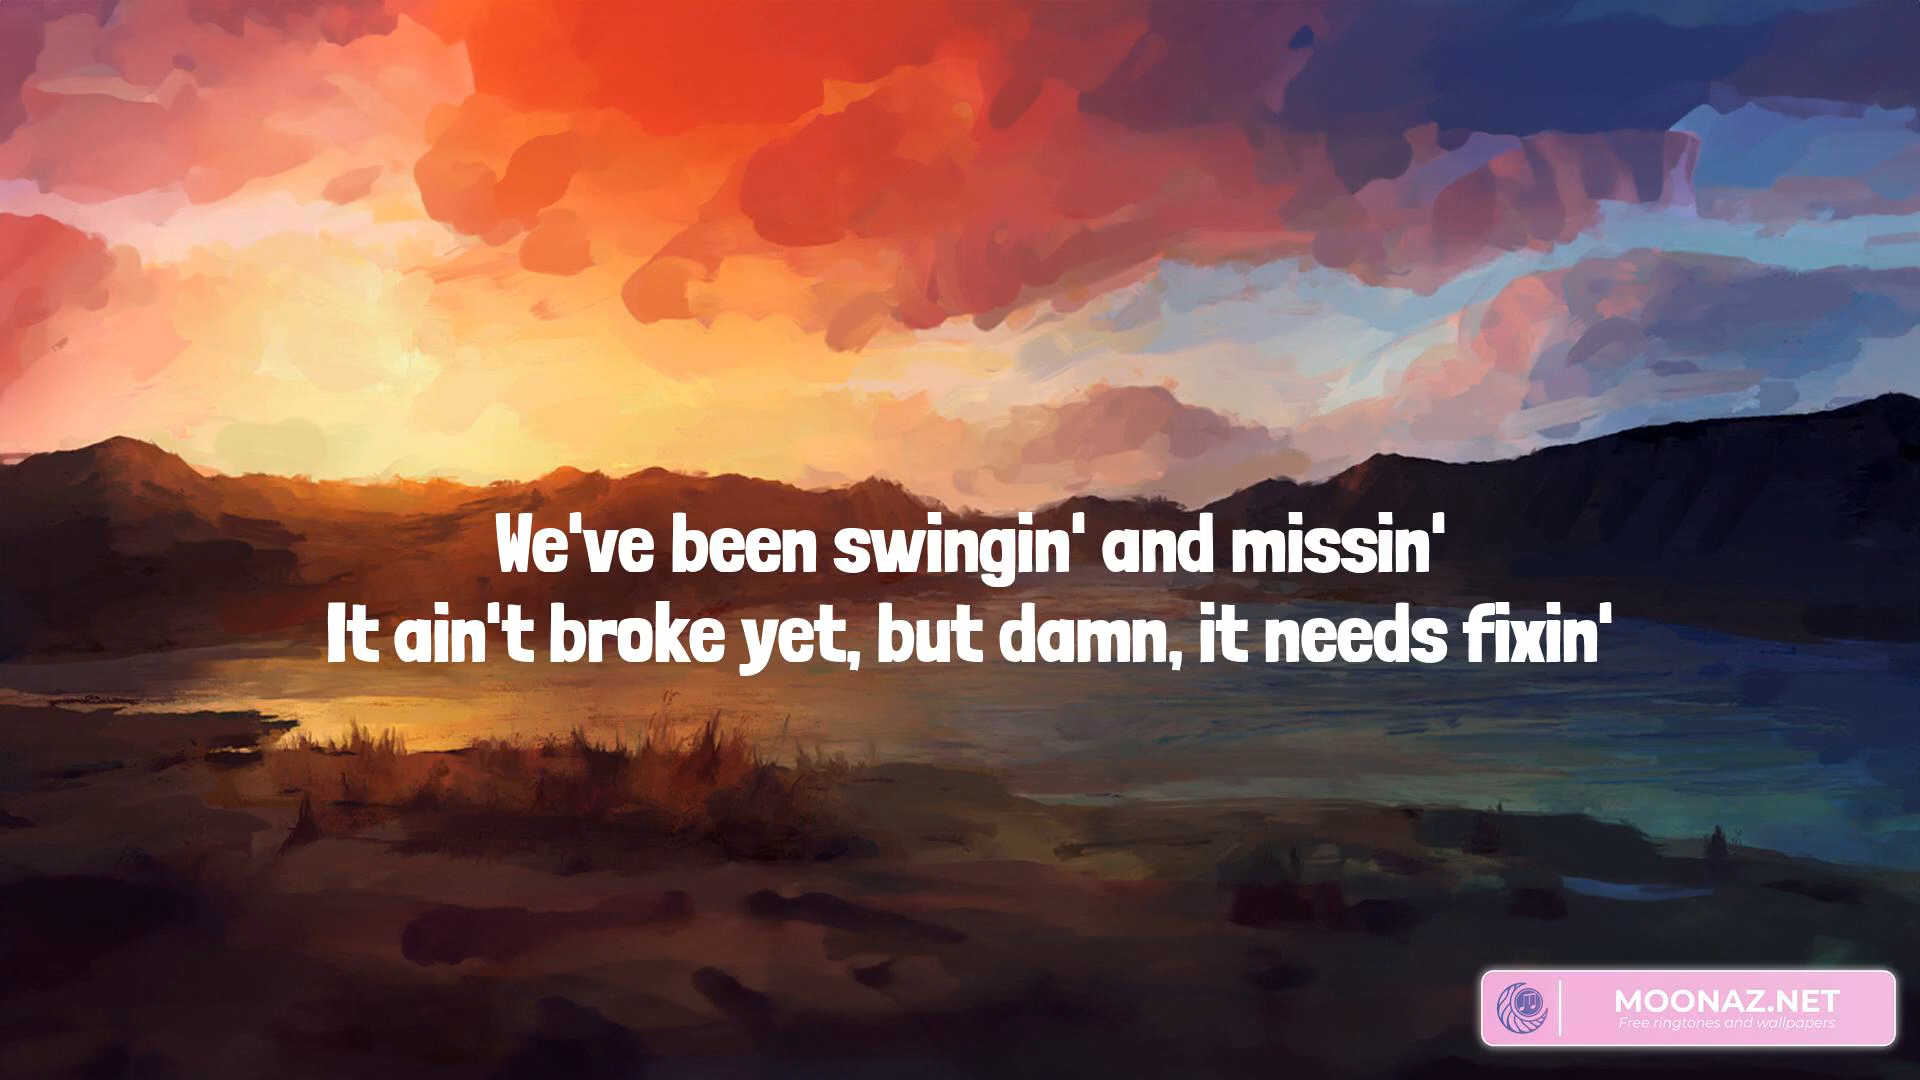 We've been swingin' and missin'
It ain't broke yet, but damn, it needs fixin'
MOONAZ.NET
Free ringtones and wallpapers